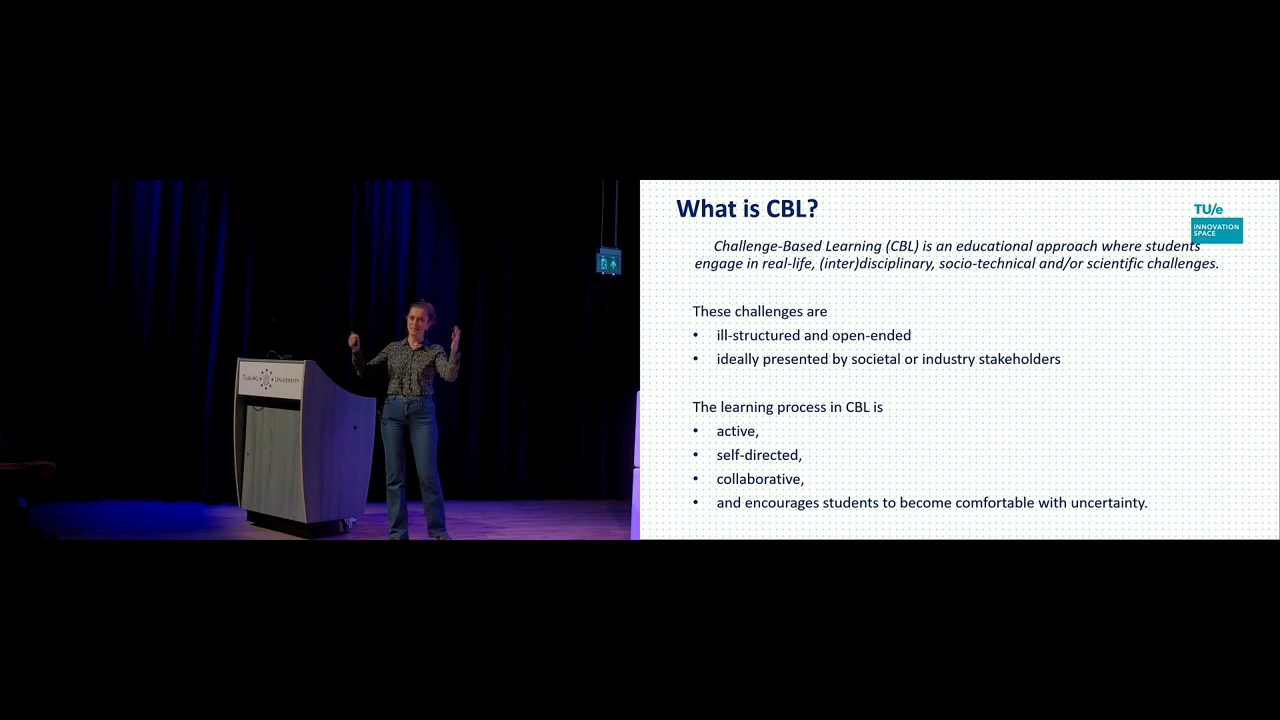 TILBURG UNIVERSITY
What is CBL?
TU/e
INNOVATION
SPACE
Challenge-Based Learning (CBL) is an educational approach where students
engage in real-life, (inter)disciplinary, socio-technical and/or scientific challenges.
These challenges are
• ill-structured and open-ended
• ideally presented by societal or industry stakeholders
The learning process in CBL is
• active,
• self-directed,
• collaborative,
• and encourages students to become comfortable with uncertainty.